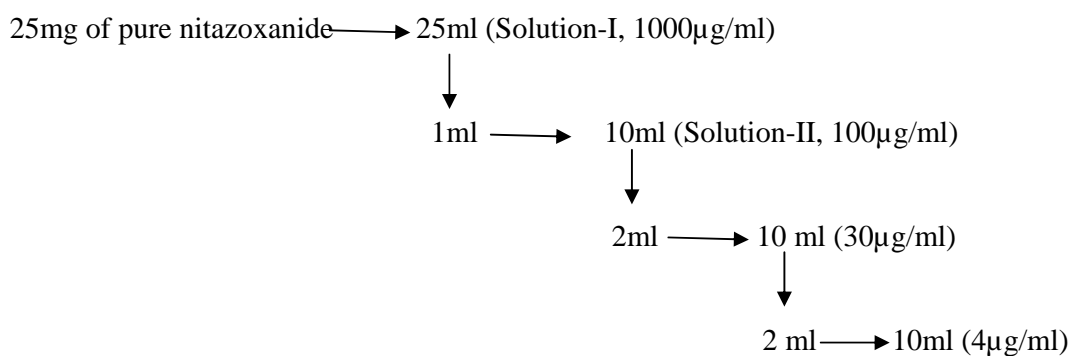 25mg of pure nitazoxanide 25ml (Solution-I, 1000µg/ml)
1ml 10ml (Solution-II, 100µg/ml)
2ml 10 ml (30µg/ml)
2 ml 10ml (4µg/ml)